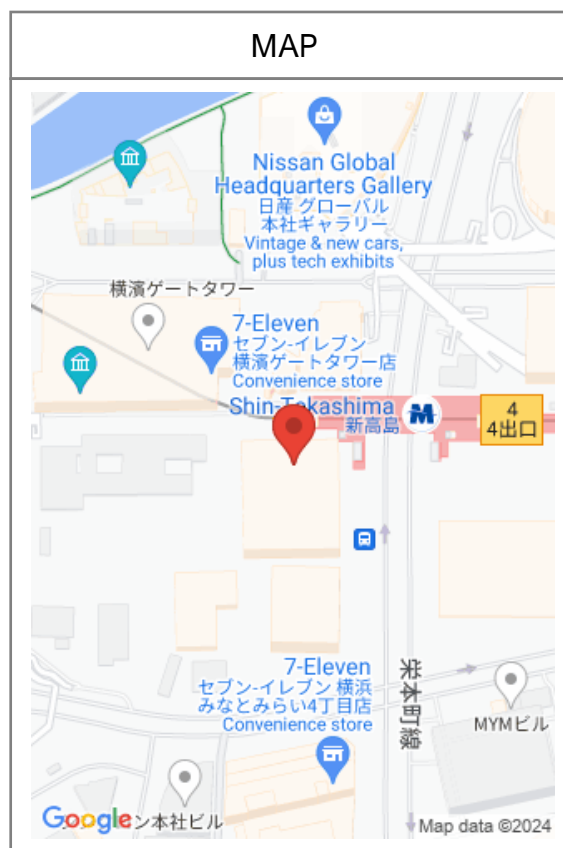 MAP
Nissan Global
Headquarters Gallery
日産 グローバル
本社ギャラリー
Vintage & new cars,
plus tech exhibits
横濱ゲートタワー
7-Eleven
セブン-イレブン
横濱ゲートタワー店
Convenience store
Shin-Takashima
新高島
4
4出口
7-Eleven
セブン-イレブン 横浜
みなとみらい4丁目店
Convenience store
栄本町線
MYMビル
ン本社ビル
Google
Map data ©2024